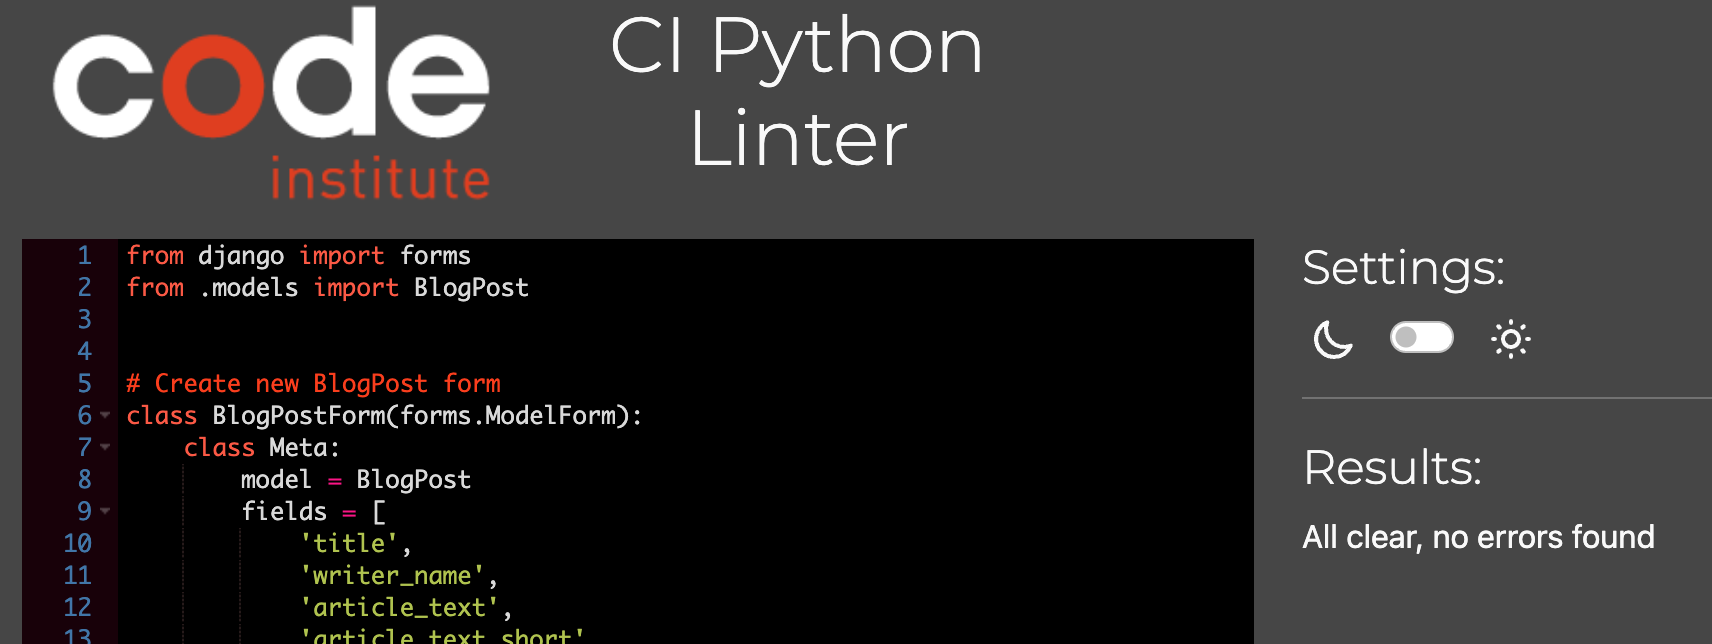 code
institute
CI Python
Linter
1 from django import forms
2 from .models import BlogPost
3
4
5 # Create new BlogPost form
6 class BlogPostForm(forms.ModelForm):
7     class Meta:
8         model = BlogPost
9         fields = [
10             'title',
11             'writer_name',
12             'article_text',
13             'article_text_short'
Settings:
Results:
All clear, no errors found